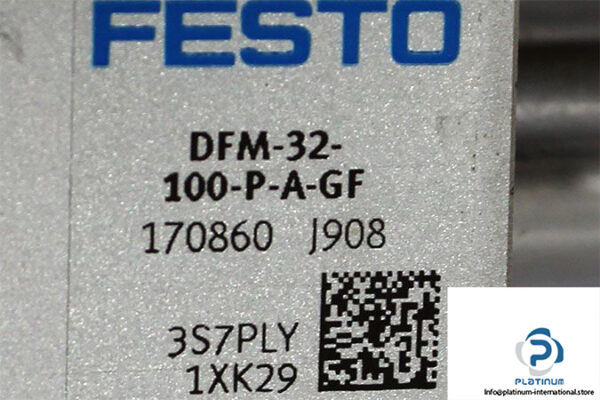 FESTO
DFM-32-
100-P-A-GF
170860 J908
3S7PLY
1XK29
PLATINUM
Info@platinum-international.store